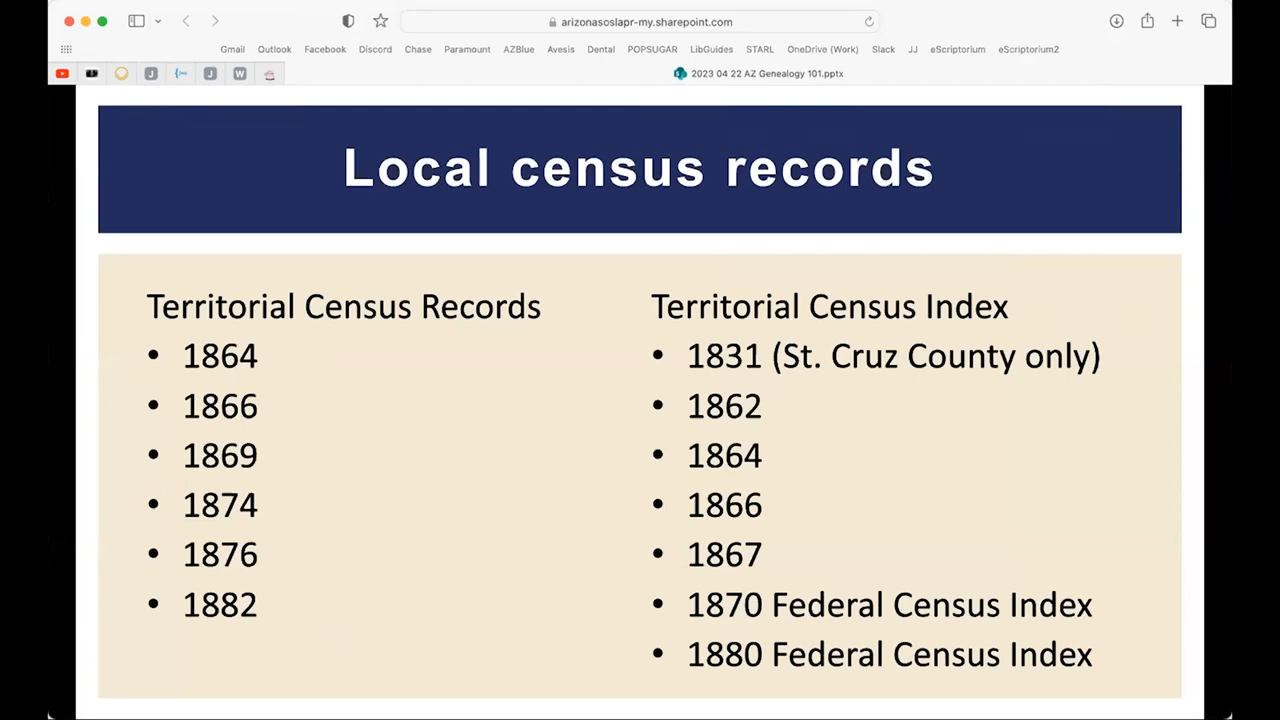 arizonasoslapr-my.sharepoint.com
Gmail Outlook Facebook Discord Chase Paramount AZBlue Avesis Dental POPSUGAR LibGuides STARL OneDrive (Work) Slack JJ eScriptorium eScriptorium2
J J W 2023 04 22 AZ Genealogy 101.pptx
Local census records
Territorial Census Records
• 1864
• 1866
• 1869
• 1874
• 1876
• 1882
Territorial Census Index
• 1831 (St. Cruz County only)
• 1862
• 1864
• 1866
• 1867
• 1870 Federal Census Index
• 1880 Federal Census Index